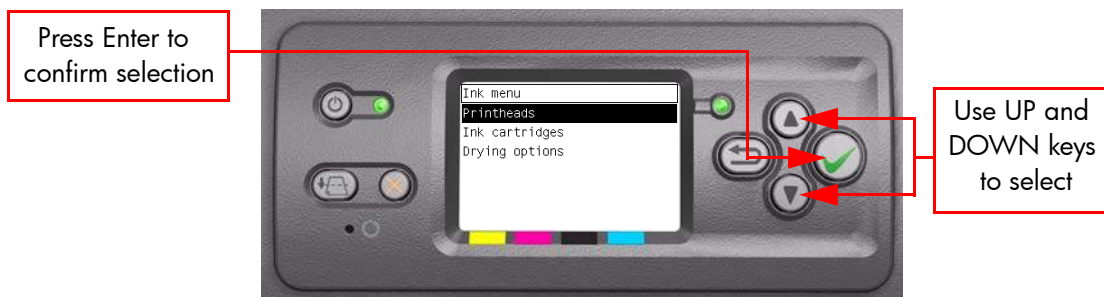 Press Enter to
confirm selection
Ink menu
Printheads
Ink cartridges
Drying options
Use UP and
DOWN keys
to select